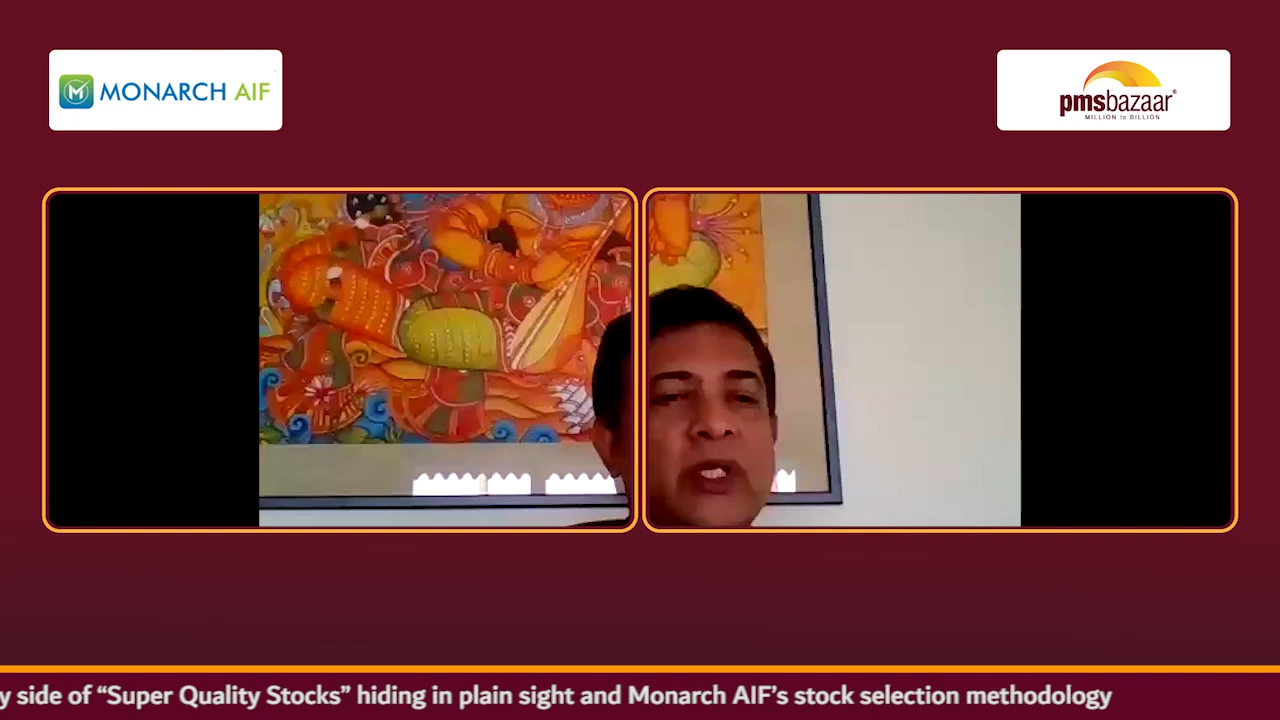 MONARCH AIF
pmsbazaar®
MILLION to BILLION
y side of “Super Quality Stocks” hiding in plain sight and Monarch AIF’s stock selection methodology